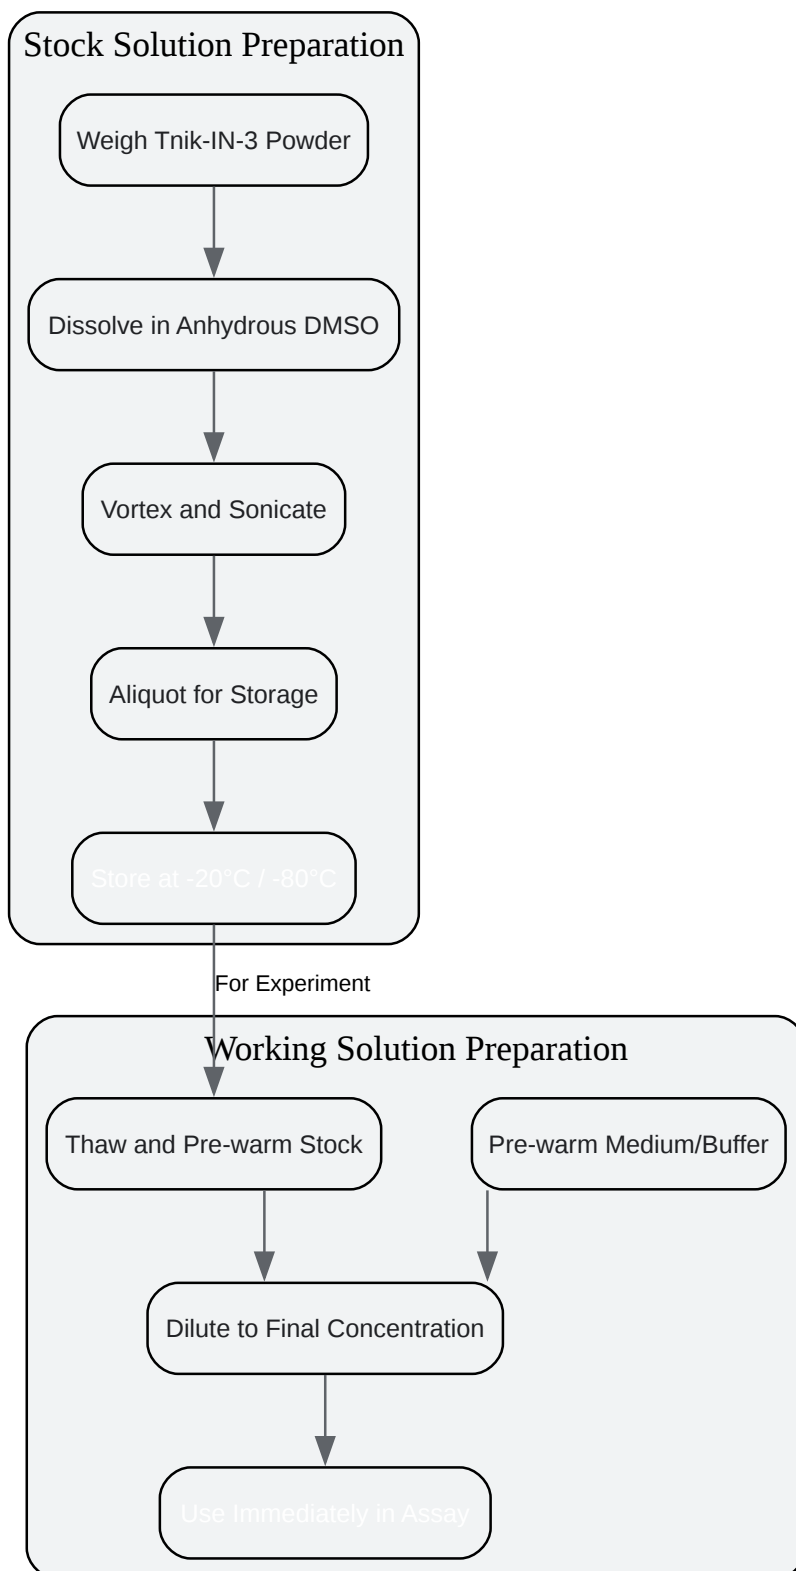 Stock Solution Preparation
Weigh Tnik-IN-3 Powder
Dissolve in Anhydrous DMSO
Vortex and Sonicate
Aliquot for Storage
Store at -20°C / -80°C
For Experiment
Working Solution Preparation
Thaw and Pre-warm Stock
Pre-warm Medium/Buffer
Dilute to Final Concentration
Use Immediately in Assay